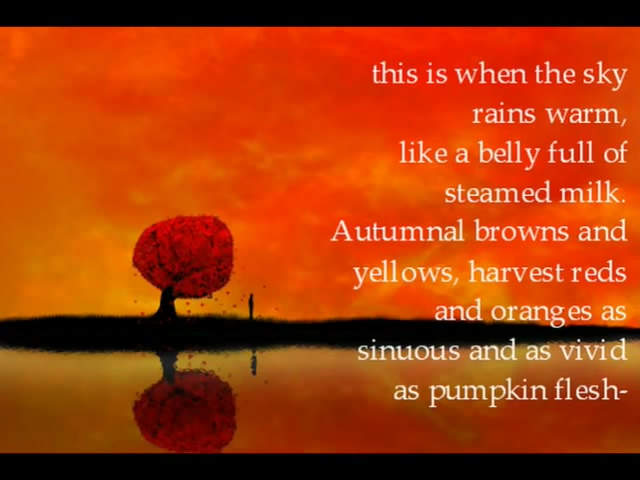 this is when the sky
rains warm,
like a belly full of
steamed milk.
Autumnal browns and
yellows, harvest reds
and oranges as
sinuous and as vivid
as pumpkin flesh-